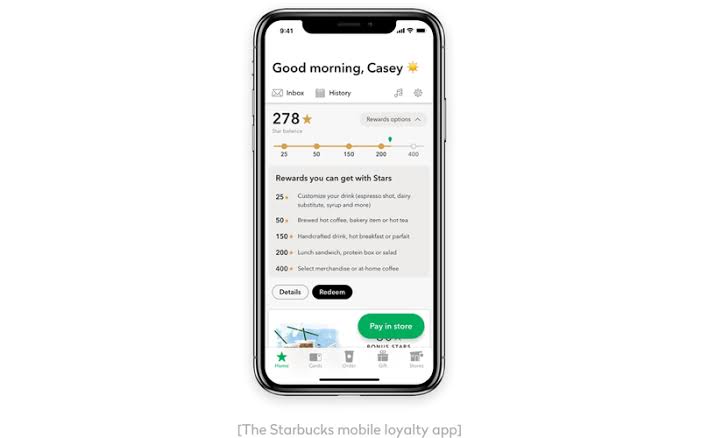 9:41
Good morning, Casey
Inbox
History
278
Star balance
Rewards options
25 50 150 200 400
Rewards you can get with Stars
25 Customize your drink (espresso shot, dairy
substitute, syrup and more)
50 Brewed hot coffee, bakery item or hot tea
150 Handcrafted drink, hot breakfast or parfait
200 Lunch sandwich, protein box or salad
400 Select merchandise or at-home coffee
Details
Redeem
Pay in store
BONUS STARS
Home Cards Order Gift Stores
[The Starbucks mobile loyalty app]